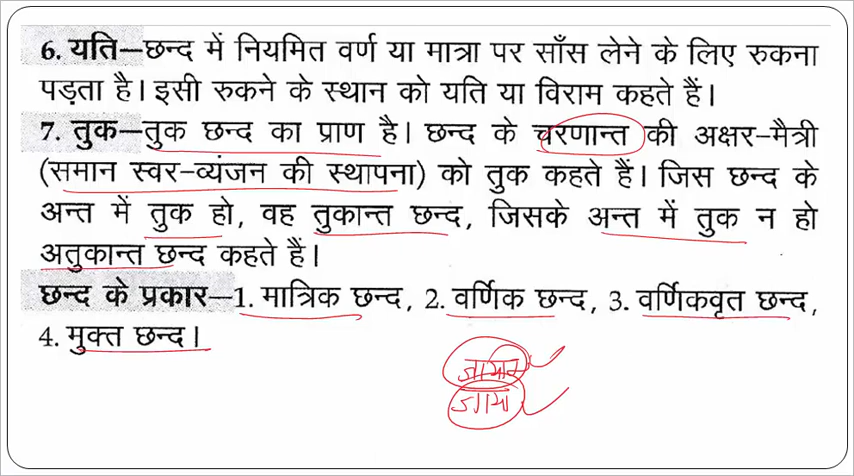 6. यति–छन्द में नियमित वर्ण या मात्रा पर साँस लेने के लिए रुकना
पड़ता है। इसी रुकने के स्थान को यति या विराम कहते हैं।
7. तुक–तुक छन्द का प्राण है। छन्द के चरणान्त की अक्षर-मैत्री
(समान स्वर-व्यंजन की स्थापना) को तुक कहते हैं। जिस छन्द के
अन्त में तुक हो, वह तुकान्त छन्द, जिसके अन्त में तुक न हो
अतुकान्त छन्द कहते हैं।
छन्द के प्रकार–1. मात्रिक छन्द, 2. वर्णिक छन्द, 3. वर्णिकवृत छन्द,
4. मुक्त छन्द।